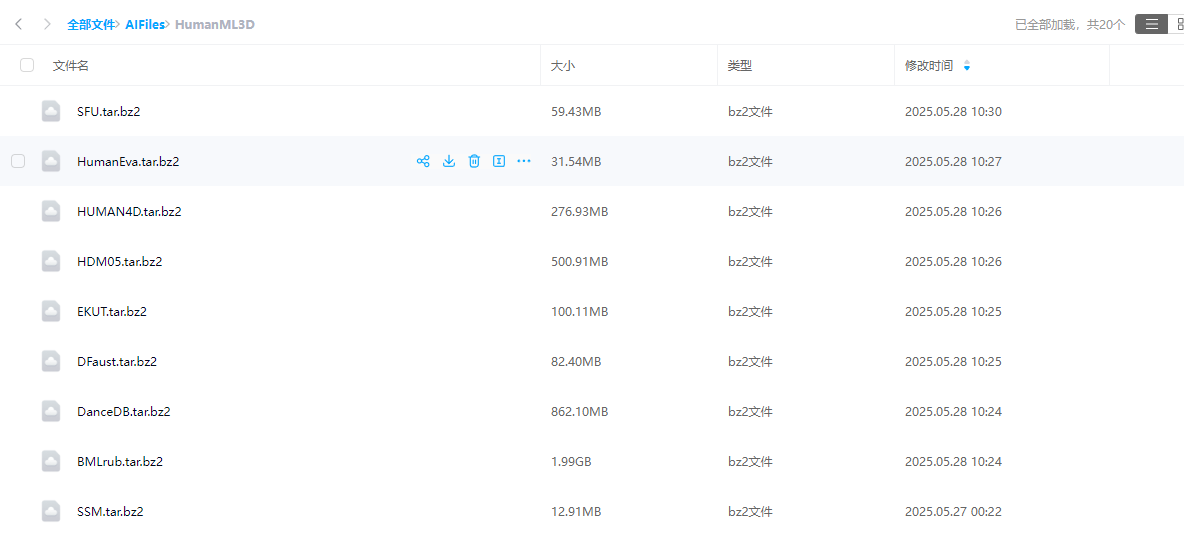 全部文件> AIFiles> HumanML3D 已全部加载，共20个
文件名 大小 类型 修改时间
SFU.tar.bz2 59.43MB bz2文件 2025.05.28 10:30
HumanEva.tar.bz2 31.54MB bz2文件 2025.05.28 10:27
HUMAN4D.tar.bz2 276.93MB bz2文件 2025.05.28 10:26
HDM05.tar.bz2 500.91MB bz2文件 2025.05.28 10:26
EKUT.tar.bz2 100.11MB bz2文件 2025.05.28 10:25
DFaust.tar.bz2 82.40MB bz2文件 2025.05.28 10:25
DanceDB.tar.bz2 862.10MB bz2文件 2025.05.28 10:24
BMLrub.tar.bz2 1.99GB bz2文件 2025.05.28 10:24
SSM.tar.bz2 12.91MB bz2文件 2025.05.27 00:22